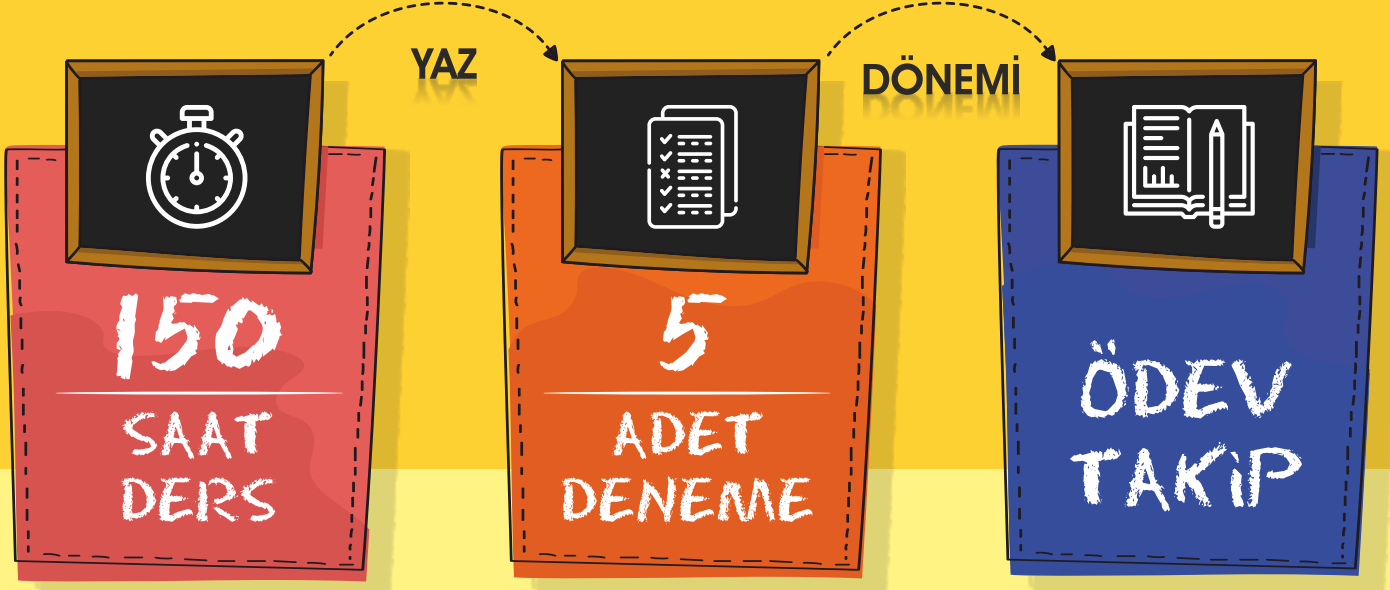 YAZ
DÖNEMİ
150
SAAT
DERS
5
ADET
DENEME
ÖDEV
TAKİP